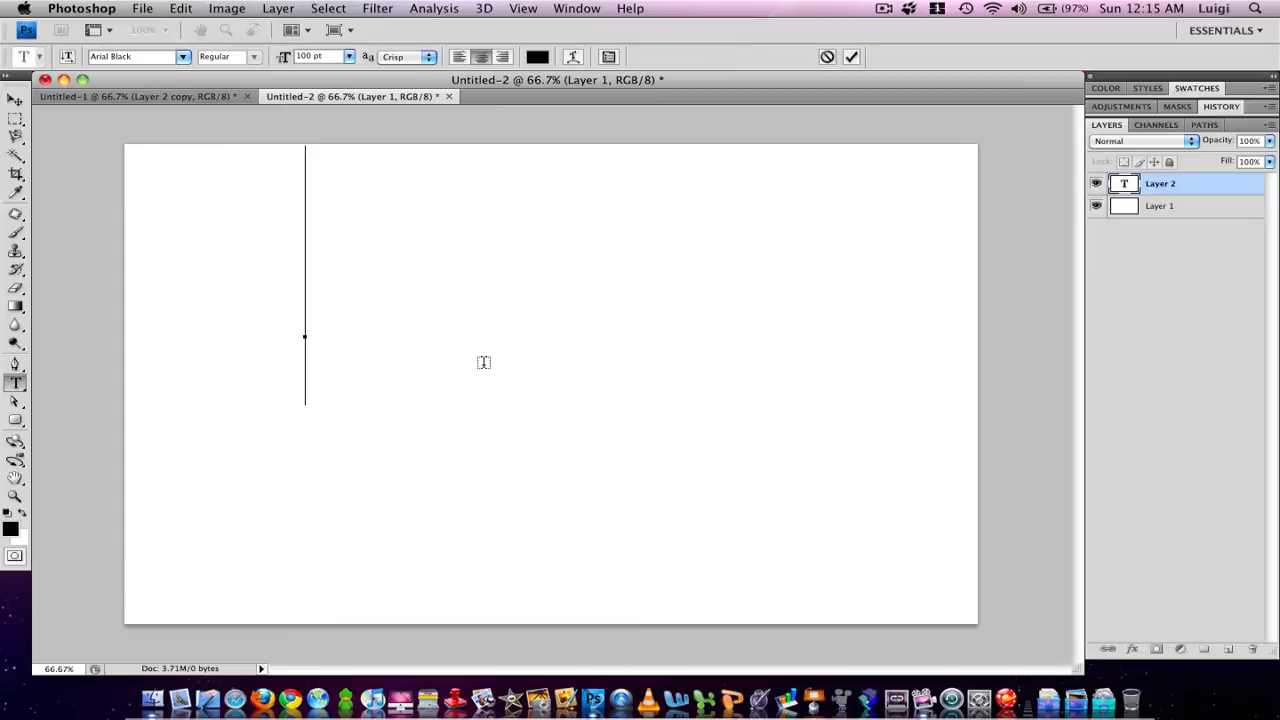 Photoshop File Edit Image Layer Select Filter Analysis 3D View Window Help (97%) Sun 12:15 AM Luigi
Ps Br 100% ESSENTIALS
T Arial Black Regular 100 pt Crisp
Untitled-2 @ 66.7% (Layer 1, RGB/8) *
Untitled-1 @ 66.7% (Layer 2 copy, RGB/8) * Untitled-2 @ 66.7% (Layer 1, RGB/8) *
COLOR STYLES SWATCHES
ADJUSTMENTS MASKS HISTORY
LAYERS CHANNELS PATHS
Normal Opacity: 100%
Lock: Fill: 100%
T Layer 2
Layer 1
T
66.67% Doc: 3.71M/0 bytes
Ps